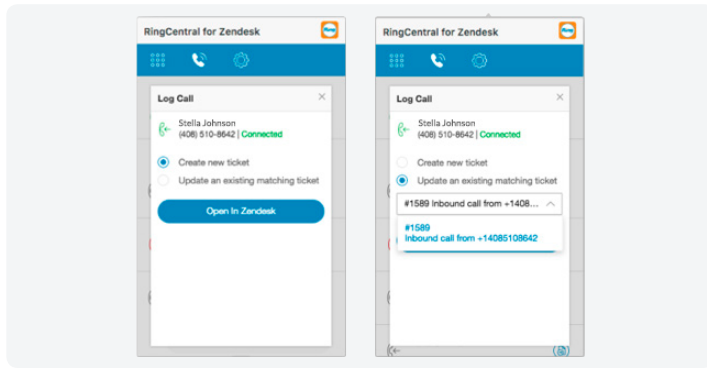 RingCentral for Zendesk
Ring
Log Call
Stella Johnson
(408) 510-8642 | Connected
Create new ticket
Update an existing matching ticket
Open In Zendesk
RingCentral for Zendesk
Ring
Log Call
Stella Johnson
(408) 510-8642 | Connected
Create new ticket
Update an existing matching ticket
#1589 Inbound call from +1408...
#1589
Inbound call from +14085108642